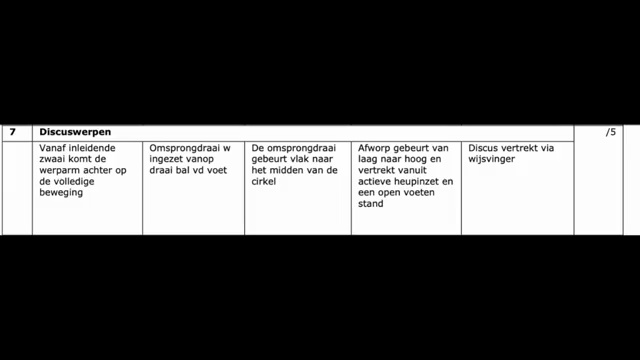 7 Discuswerpen /5
Vanaf inleidende
zwaai komt de
werparm achter op
de volledige
beweging
Omsprongdraai w
ingezet vanop
draai bal vd voet
De omsprongdraai
gebeurt vlak naar
het midden van de
cirkel
Afworp gebeurt van
laag naar hoog en
vertrekt vanuit
actieve heupinzet en
een open voeten
stand
Discus vertrekt via
wijsvinger